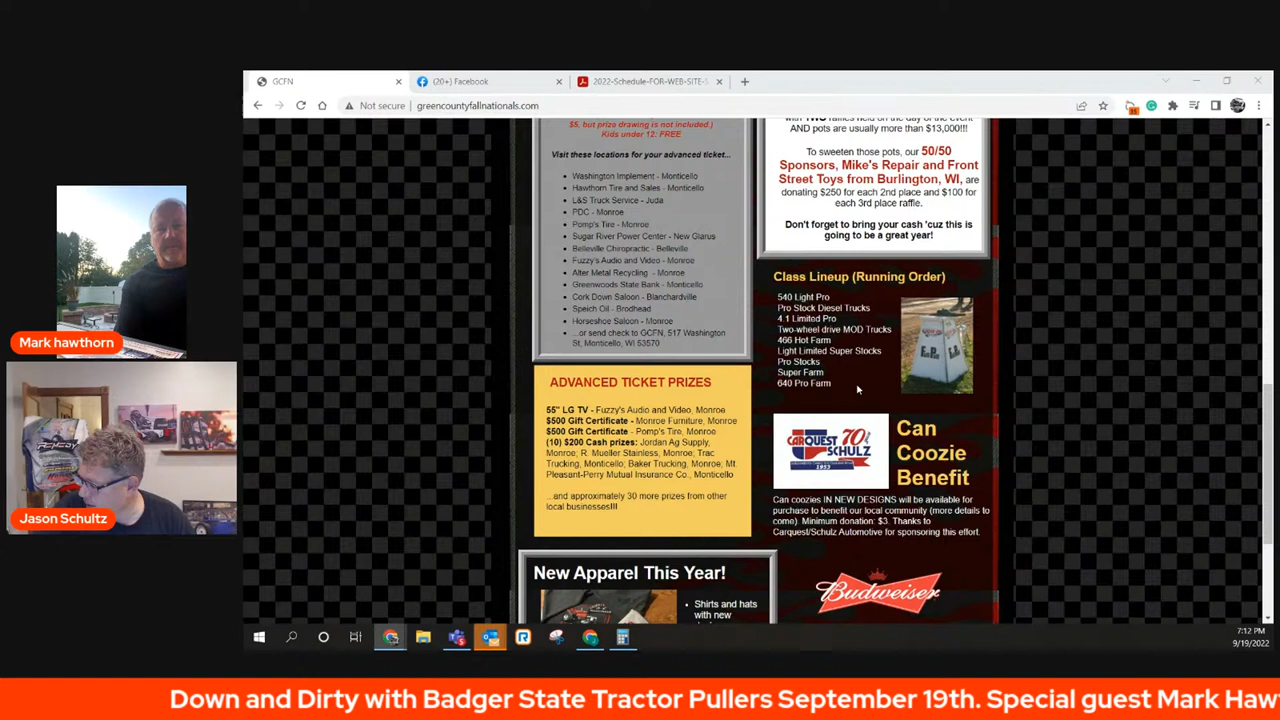 GCFN
(20+) Facebook
2022-Schedule-FOR-WEB-SITE-S
Not secure
greencountyfallnationals.com
$5, but prize drawing is not included.)
Kids under 12: FREE
Visit these locations for your advanced ticket...
Washington Implement - Monticello
Hawthorn Tire and Sales - Monticello
L&S Truck Service - Juda
PDC - Monroe
Pomp's Tire - Monroe
Sugar River Power Center - New Glarus
Belleville Chiropractic - Belleville
Fuzzy's Audio and Video - Monroe
Alter Metal Recycling - Monroe
Greenwoods State Bank - Monticello
Cork Down Saloon - Blanchardville
Speich Oil - Brodhead
Horseshoe Saloon - Monroe
...or send check to GCFN, 517 Washington
St, Monticello, WI 53570
ADVANCED TICKET PRIZES
55" LG TV - Fuzzy's Audio and Video, Monroe
$500 Gift Certificate - Monroe Furniture, Monroe
$500 Gift Certificate - Pomp's Tire, Monroe
(10) $200 Cash prizes: Jordan Ag Supply,
Monroe; R. Mueller Stainless, Monroe; Trac
Trucking, Monticello; Baker Trucking, Monroe; Mt.
Pleasant-Perry Mutual Insurance Co., Monticello
...and approximately 30 more prizes from other
local businesses!!!
New Apparel This Year!
Shirts and hats
with new
with TWO raffles held on the day of the event
AND pots are usually more than $13,000!!!
To sweeten those pots, our 50/50
Sponsors, Mike's Repair and Front
Street Toys from Burlington, WI, are
donating $250 for each 2nd place and $100 for
each 3rd place raffle.
Don't forget to bring your cash 'cuz this is
going to be a great year!
Class Lineup (Running Order)
540 Light Pro
Pro Stock Diesel Trucks
4.1 Limited Pro
Two-wheel drive MOD Trucks
466 Hot Farm
Light Limited Super Stocks
Pro Stocks
Super Farm
640 Pro Farm
CARQUEST 70
SCHULZ
1953
Can
Coozie
Benefit
Can coozies IN NEW DESIGNS will be available for
purchase to benefit our local community (more details to
come). Minimum donation: $3. Thanks to
Carquest/Schulz Automotive for sponsoring this effort.
Budweiser
Mark hawthorn
Jason Schultz
7:12 PM
9/19/2022
Down and Dirty with Badger State Tractor Pullers September 19th. Special guest Mark Haw